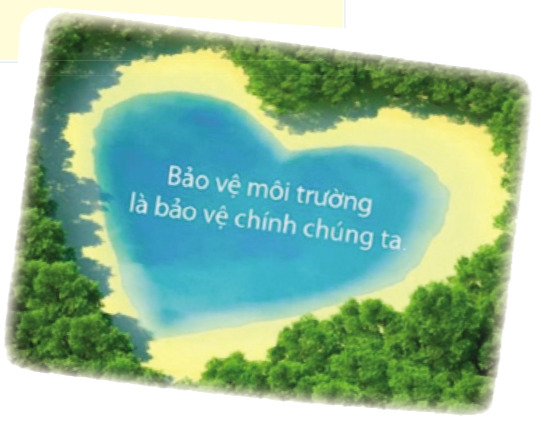 Bảo vệ môi trường
là bảo vệ chính chúng ta.